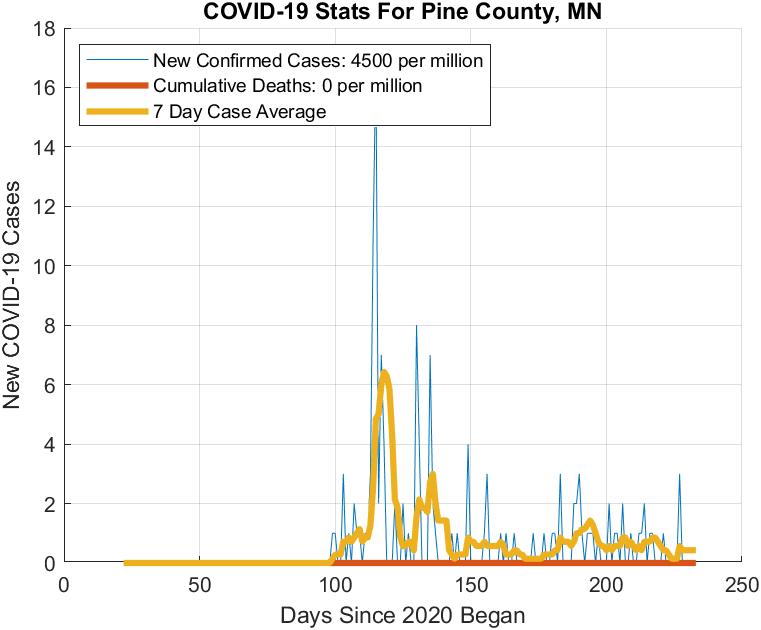 COVID-19 Stats For Pine County, MN
New Confirmed Cases: 4500 per million
Cumulative Deaths: 0 per million
7 Day Case Average
18
16
14
12
10
8
6
4
2
0
New COVID-19 Cases
0 50 100 150 200 250
Days Since 2020 Began